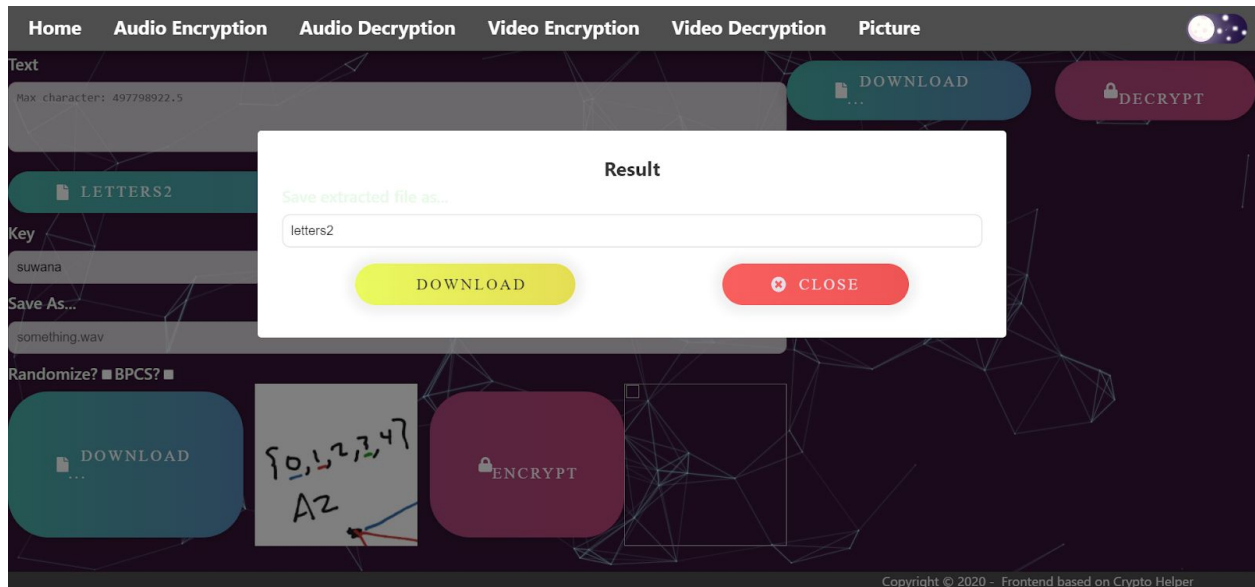 Home Audio Encryption Audio Decryption Video Encryption Video Decryption Picture
Text
Max character: 497798922.5
DOWNLOAD
...
DECRYPT
Result
Save extracted file as...
letters2
DOWNLOAD
CLOSE
LETTERS2
Key
suwana
Save As...
something.wav
Randomize? BPCS?
DOWNLOAD
...
{0,1,2,3,4}
A2
ENCRYPT
Copyright © 2020 - Frontend based on Crypto Helper